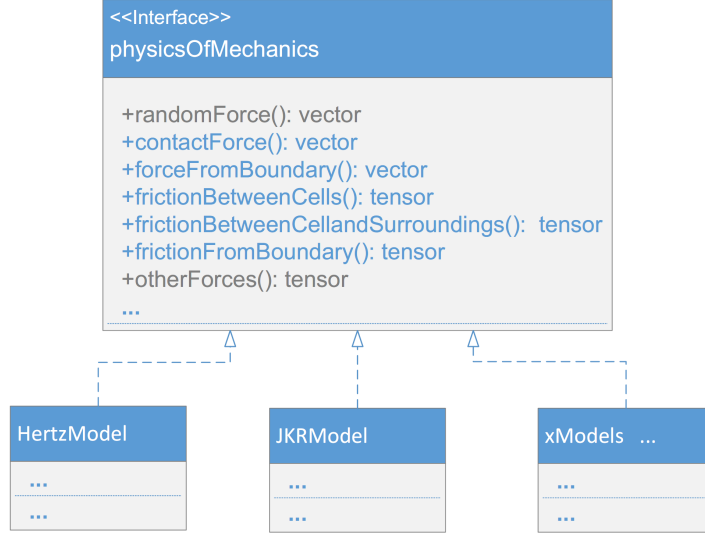 <<Interface>>
physicsOfMechanics
+randomForce(): vector
+contactForce(): vector
+forceFromBoundary(): vector
+frictionBetweenCells(): tensor
+frictionBetweenCellandSurroundings(): tensor
+frictionFromBoundary(): tensor
+otherForces(): tensor
...
HertzModel
...
...
JKRModel
...
...
xModels ...
...
...